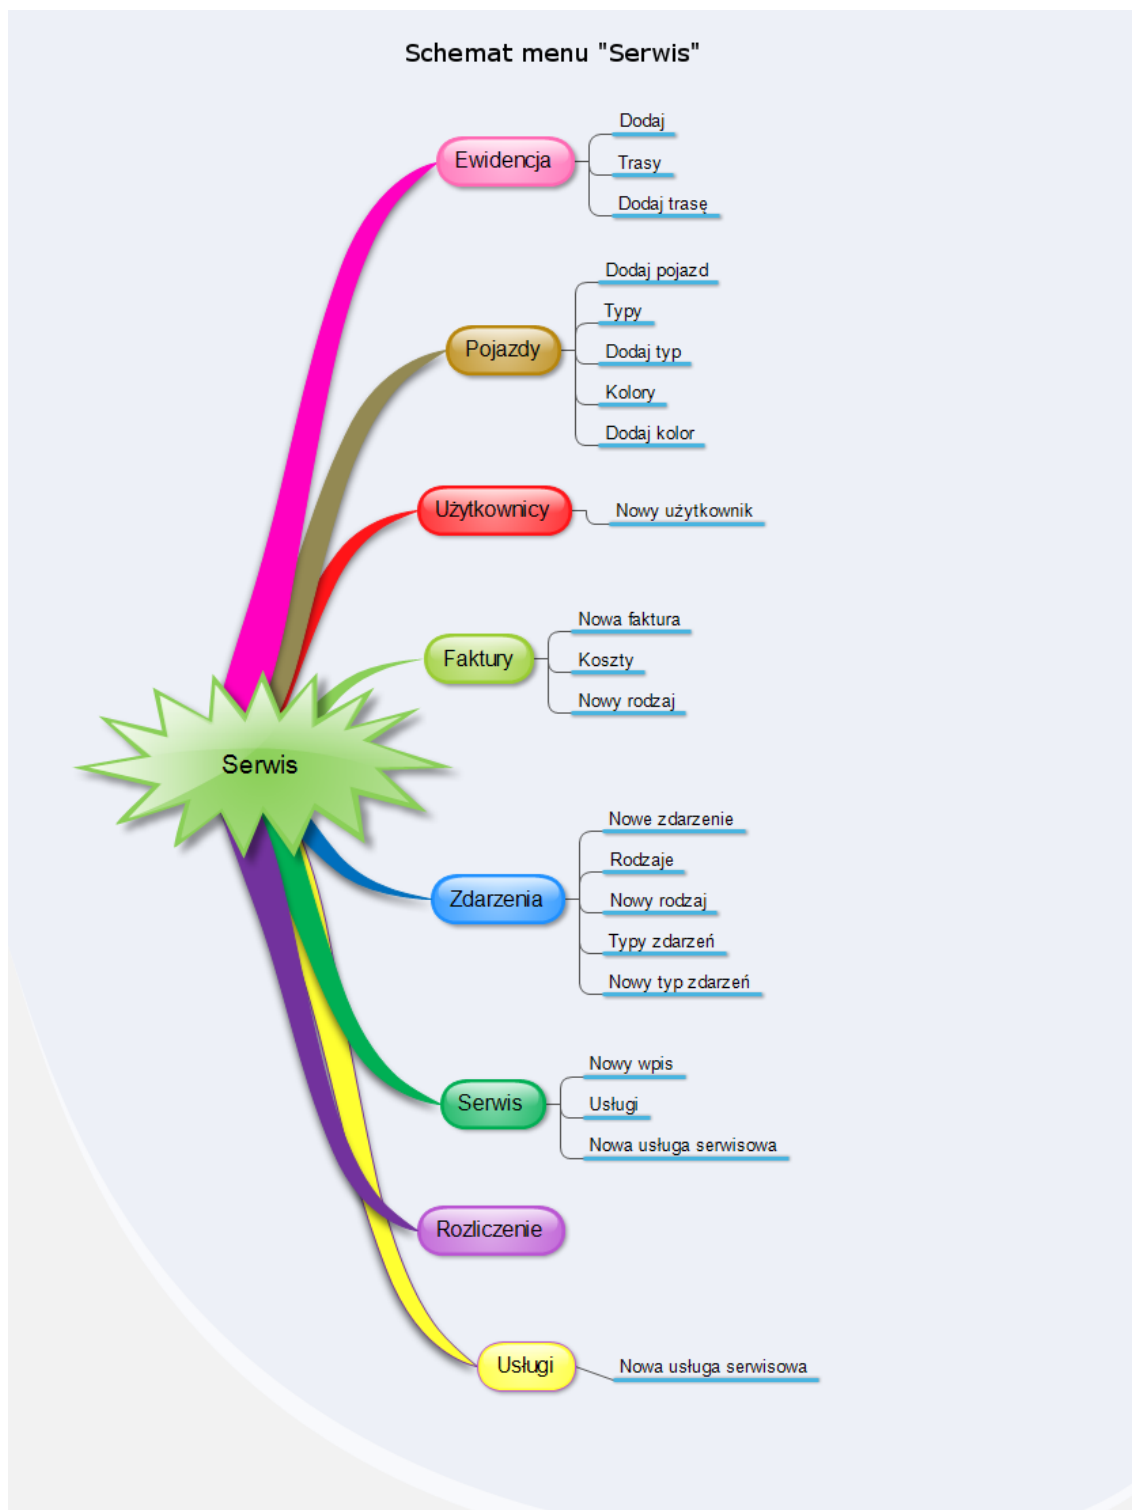 Schemat menu "Serwis"
Ewidencja
Dodaj
Trasy
Dodaj trasę
Pojazdy
Dodaj pojazd
Typy
Dodaj typ
Kolory
Dodaj kolor
Użytkownicy
Nowy użytkownik
Faktury
Nowa faktura
Koszty
Nowy rodzaj
Serwis
Zdarzenia
Nowe zdarzenie
Rodzaje
Nowy rodzaj
Typy zdarzeń
Nowy typ zdarzeń
Serwis
Nowy wpis
Usługi
Nowa usługa serwisowa
Rozliczenie
Usługi
Nowa usługa serwisowa